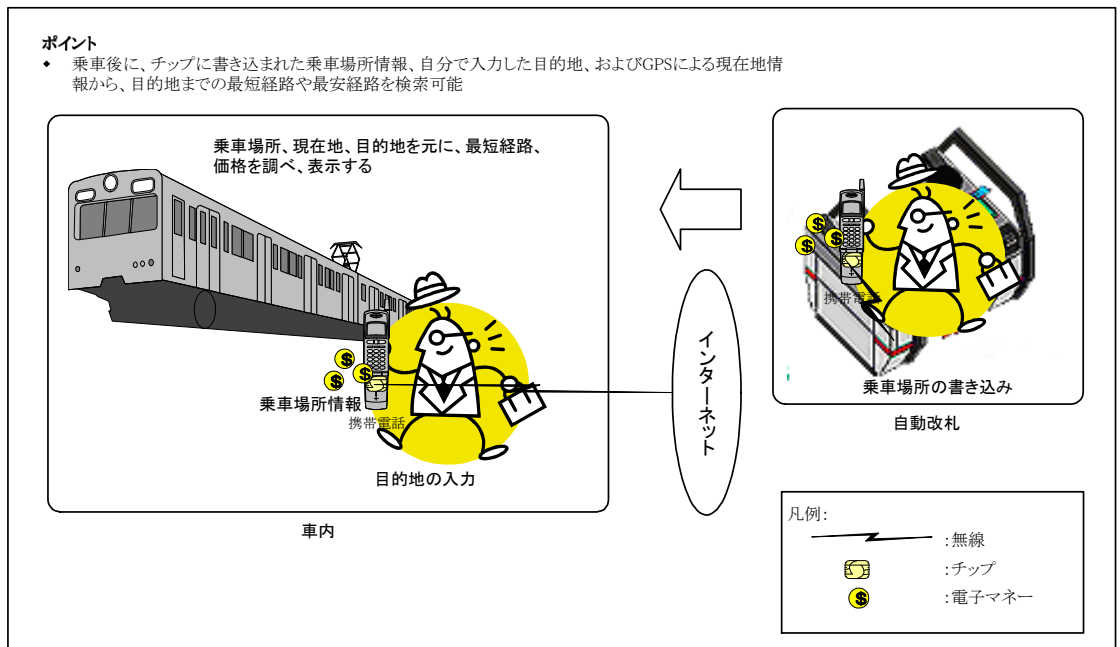 ポイント
◆ 乗車後に、チップに書き込まれた乗車場所情報、自分で入力した目的地、およびGPSによる現在地情
報から、目的地までの最短経路や最安経路を検索可能
乗車場所、現在地、目的地を元に、最短経路、
価格を調べ、表示する
乗車場所情報
携帯電話
目的地の入力
車内
インターネット
携帯電話
乗車場所の書き込み
自動改札
凡例:
:無線
:チップ
:電子マネー